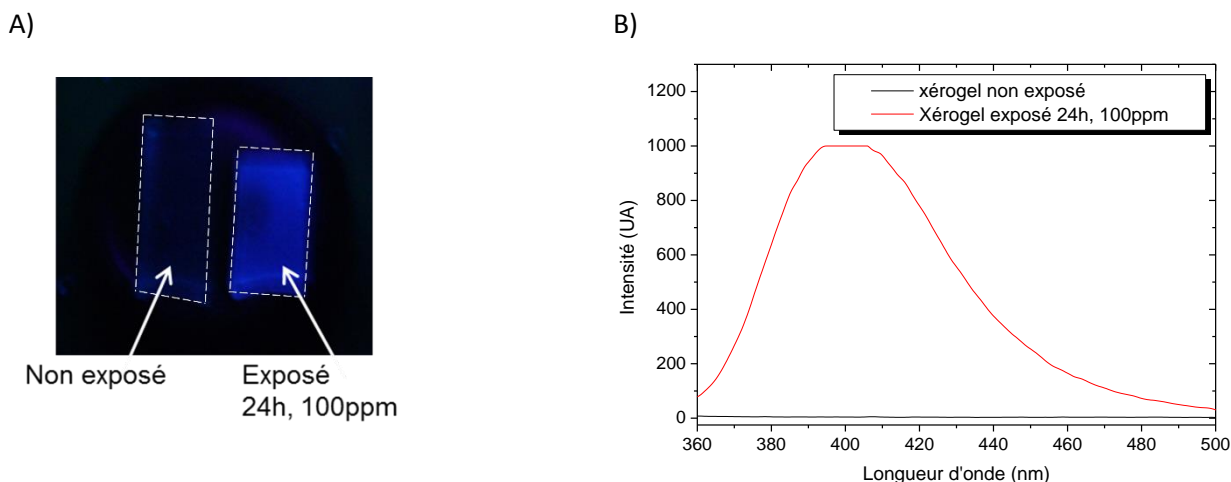 A)
Non exposé
Exposé
24h, 100ppm
B)
xérogel non exposé
Xérogel exposé 24h, 100ppm
Intensité (UA)
1200
1000
800
600
400
200
0
360 380 400 420 440 460 480 500
Longueur d'onde (nm)